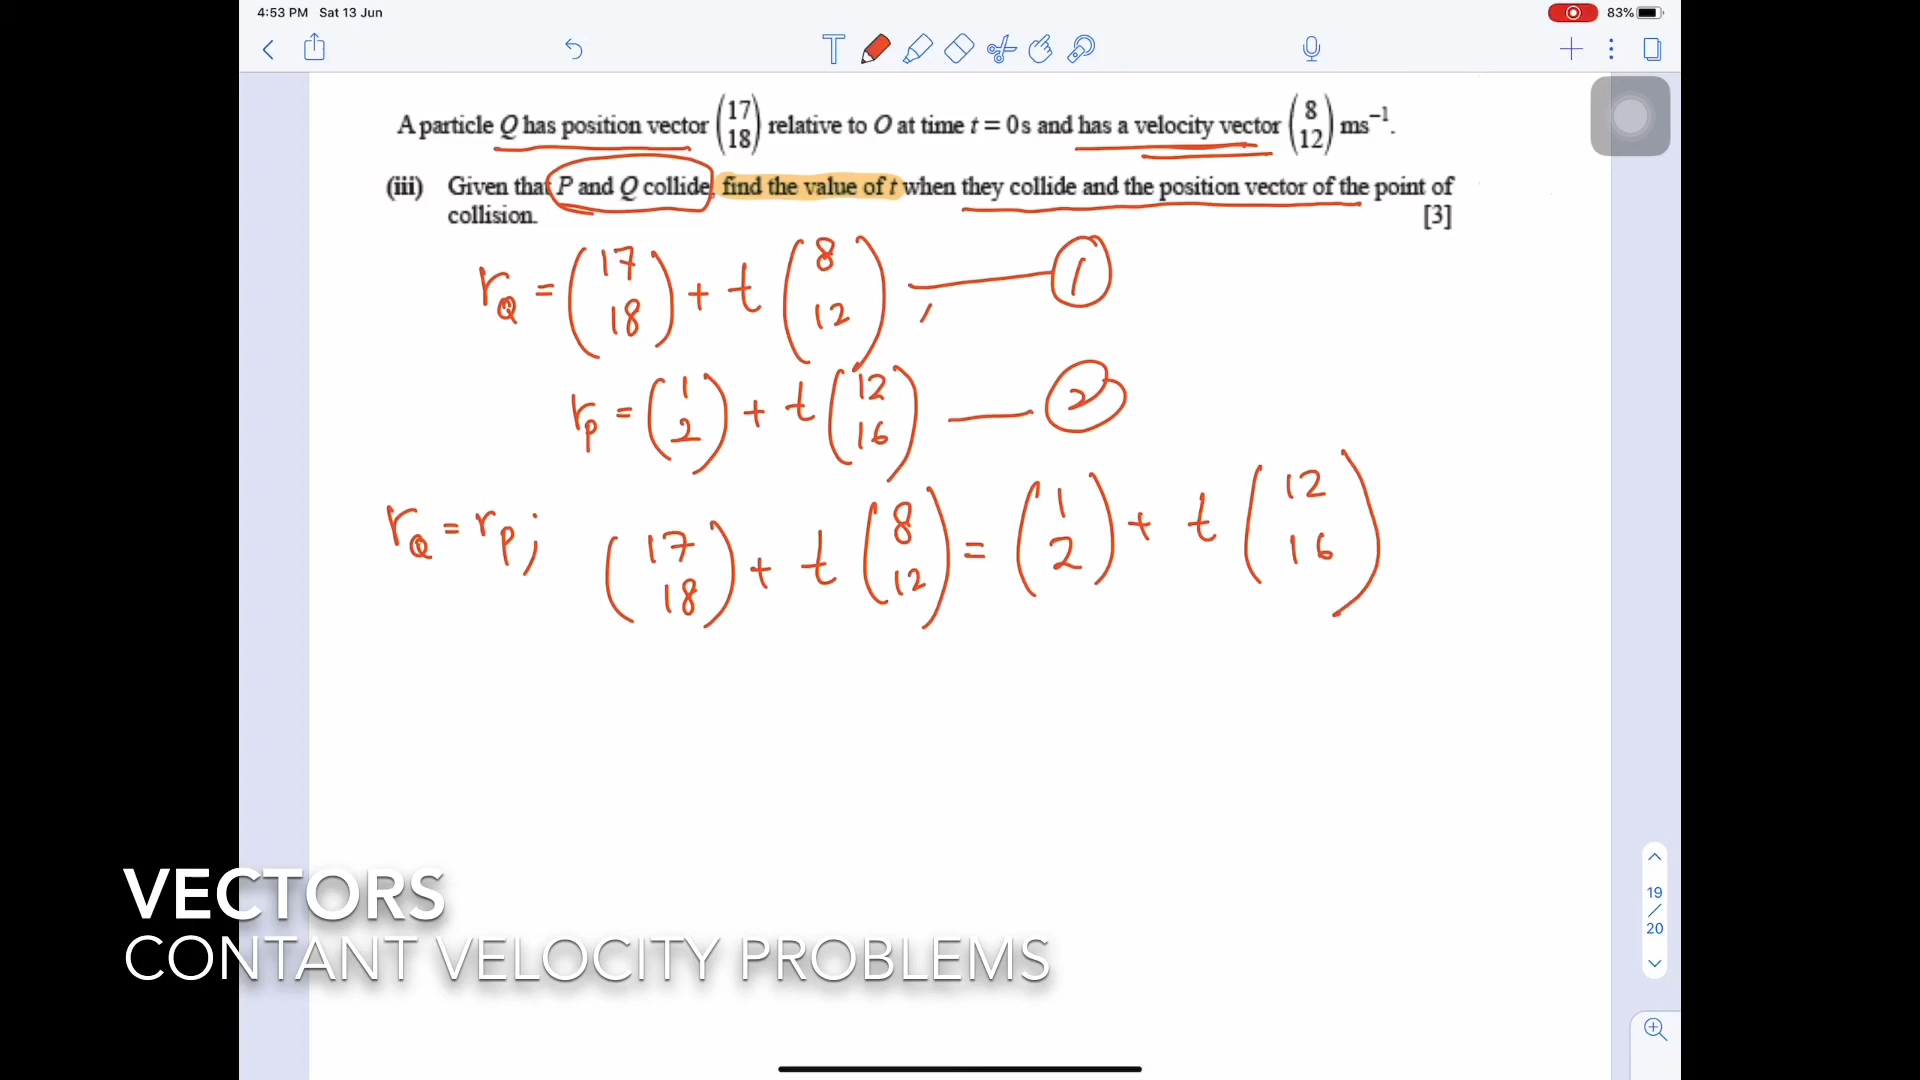 4:53 PM Sat 13 Jun 83%
T
A particle Q has position vector (17 18) relative to O at time t = 0 s and has a velocity vector (8 12) ms⁻¹.
(iii) Given that P and Q collide, find the value of t when they collide and the position vector of the point of
collision. [3]
r_Q = (17 18) + t (8 12), 1
r_P = (1 2) + t (12 16) 2
r_Q = r_P; (17 18) + t (8 12) = (1 2) + t (12 16)
VECTORS
CONTANT VELOCITY PROBLEMS
19
/
20